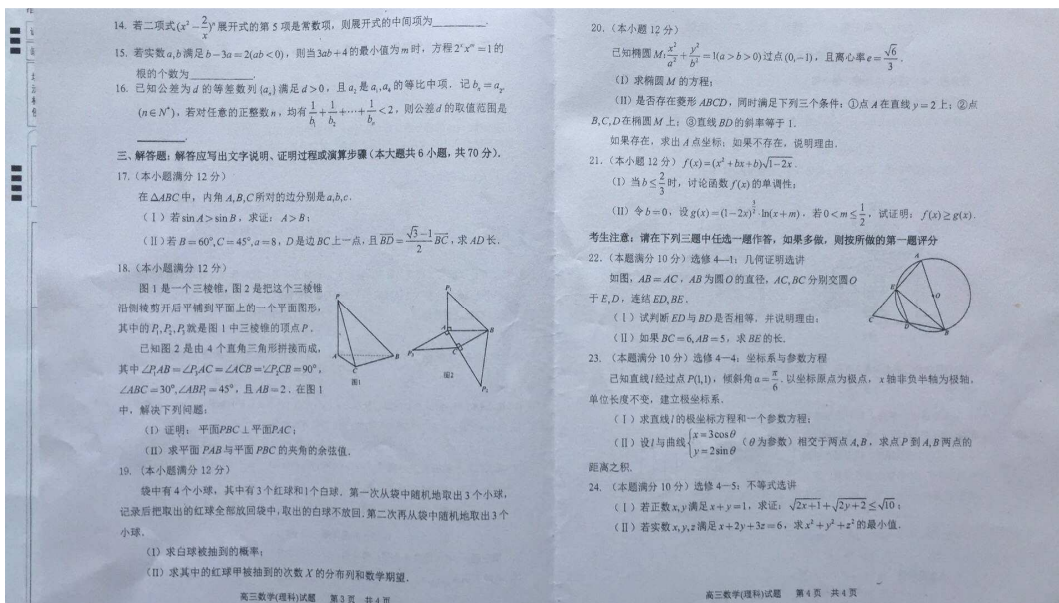 14. 若二项式(x²-2/x)ⁿ展开式的第 5 项是常数项，则展开式的中间项为________.
15. 若实数a,b满足b-3a=2(ab<0)，则当3ab+4的最小值为m时，方程2ˣxᵐ=1的
根的个数为________.
16. 已知公差为d的等差数列{aₙ}满足d>0，且a₂是a₁,a₄的等比中项，记bₙ=
(n∈N*)，若对任意的正整数n，均有1/b₁+1/b₂+⋯+1/bₙ<2，则公差d的取值范围是
________.
三、解答题：解答应写出文字说明、证明过程或演算步骤(本大题共 6 小题，共 70 分).
17.（本小题满分 12 分）
在△ABC中，内角A,B,C所对的边分别是a,b,c.
(Ⅰ)若sin A>sin B，求证：A>B；
(Ⅱ)若B=60°,C=45°,a=8，D是边BC上一点，且BD=(√3-1)/2 BC，求AD长.
18.（本小题满分 12 分）
图 1 是一个三棱锥，图 2 是把这个三棱锥
沿侧棱剪开后平铺到平面上的一个平面图形，
其中的P₁,P₂,P₃就是图 1 中三棱锥的顶点P.
已知图 2 是由 4 个直角三角形拼接而成，
其中∠P₁AB=∠P₃AC=∠ACB=∠P₂CB=90°,
∠ABC=30°,∠ABP₁=45°，且AB=2. 在图 1
中，解决下列问题：
(Ⅰ)证明：平面PBC⊥平面PAC；
(Ⅱ)求平面PAB与平面PBC的夹角的余弦值.
P
A
B
C
图1
P₁
A
B
P₃
C
P₂
图2
19.（本小题满分 12 分）
袋中有 4 个小球，其中有 3 个红球和1个白球. 第一次从袋中随机地取出 3 个小球，
记录后把取出的红球全部放回袋中，取出的白球不放回. 第二次再从袋中随机地取出 3 个
小球.
(Ⅰ)求白球被抽到的概率；
(Ⅱ)求其中的红球甲被抽到的次数X的分布列和数学期望.
高三数学(理科)试题 第 3 页 共 4 页
20.（本小题 12 分）
已知椭圆M:x²/a²+y²/b²=1(a>b>0)过点(0,-1)，且离心率e=√6/3.
(Ⅰ)求椭圆M的方程；
(Ⅱ)是否存在菱形ABCD，同时满足下列三个条件：①点A在直线y=2上；②点
B,C,D在椭圆M上；③直线BD的斜率等于 1.
如果存在，求出A点坐标；如果不存在，说明理由.
21.（本小题 12 分）f(x)=(x²+bx+b)√1-2x.
(Ⅰ)当b≤2/3时，讨论函数f(x)的单调性；
(Ⅱ)令b=0，设g(x)=(1-2x)^(3/2)·ln(x+m)，若0<m≤1/2，试证明：f(x)≥g(x).
考生注意：请在下列三题中任选一题作答，如果多做，则按所做的第一题评分
22.（本题满分 10 分）选修 4—1：几何证明选讲
如图，AB=AC，AB为圆O的直径，AC,BC分别交圆O
于E,D，连结ED,BE.
(Ⅰ)试判断ED与BD是否相等，并说明理由；
(Ⅱ)如果BC=6,AB=5，求BE的长.
A
E
O
C
D
B
23.（本题满分 10 分）选修 4—4：坐标系与参数方程
已知直线l经过点P(1,1)，倾斜角α=π/6. 以坐标原点为极点，x轴非负半轴为极轴，
单位长度不变，建立极坐标系.
(Ⅰ)求直线l的极坐标方程和一个参数方程；
(Ⅱ)设l与曲线{x=3cosθ y=2sinθ（θ为参数）相交于两点A,B，求点P到A,B两点的
距离之积.
24.（本题满分 10 分）选修 4—5：不等式选讲
(Ⅰ)若正数x,y满足x+y=1，求证：√2x+1+√2y+2≤√10；
(Ⅱ)若实数x,y,z满足x+2y+3z=6，求x²+y²+z²的最小值.
高三数学(理科)试题 第 4 页 共 4 页